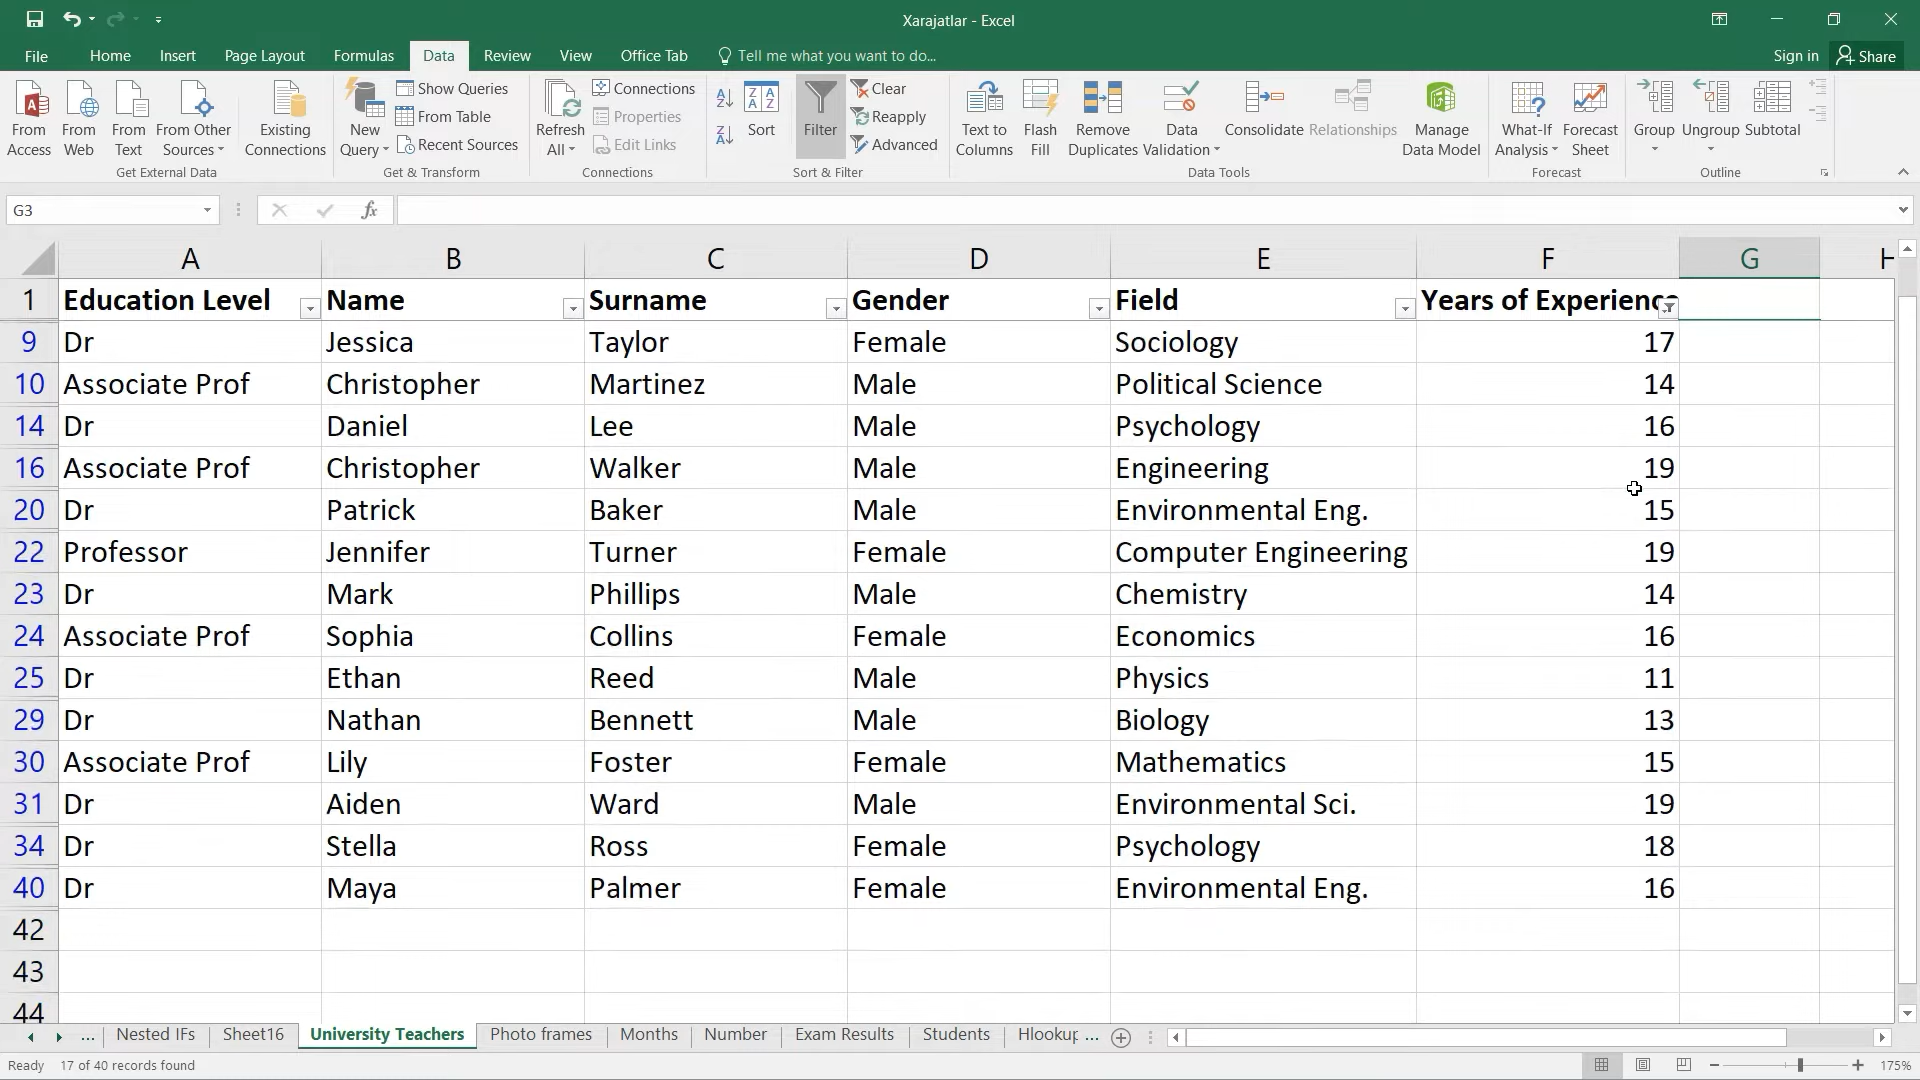 Xarajatlar - Excel
File Home Insert Page Layout Formulas Data Review View Office Tab Tell me what you want to do... Sign in Share
From Access
From Web
From Text
From Other Sources
Existing Connections
Get External Data
New Query
Show Queries
From Table
Recent Sources
Get & Transform
Refresh All
Connections
Properties
Edit Links
Connections
Sort
Filter
Clear
Reapply
Advanced
Sort & Filter
Text to Columns
Flash Fill
Remove Duplicates
Data Validation
Consolidate
Relationships
Manage Data Model
Data Tools
What-If Analysis
Forecast Sheet
Forecast
Group
Ungroup
Subtotal
Outline
G3 fx
A B C D E F G H
1 Education Level Name Surname Gender Field Years of Experience
9 Dr Jessica Taylor Female Sociology 17
10 Associate Prof Christopher Martinez Male Political Science 14
14 Dr Daniel Lee Male Psychology 16
16 Associate Prof Christopher Walker Male Engineering 19
20 Dr Patrick Baker Male Environmental Eng. 15
22 Professor Jennifer Turner Female Computer Engineering 19
23 Dr Mark Phillips Male Chemistry 14
24 Associate Prof Sophia Collins Female Economics 16
25 Dr Ethan Reed Male Physics 11
29 Dr Nathan Bennett Male Biology 13
30 Associate Prof Lily Foster Female Mathematics 15
31 Dr Aiden Ward Male Environmental Sci. 19
34 Dr Stella Ross Female Psychology 18
40 Dr Maya Palmer Female Environmental Eng. 16
42
43
44
... Nested IFs Sheet16 University Teachers Photo frames Months Number Exam Results Students Hlookup ...
Ready 17 of 40 records found 175%